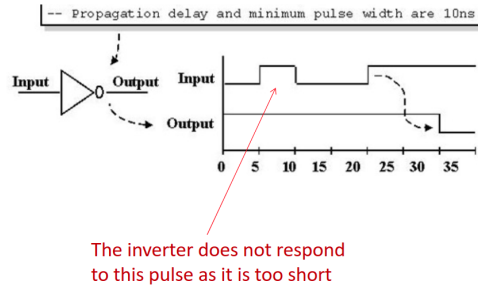 -- Propagation delay and minimum pulse width are 10ns
Input Output Input
Output
0 5 10 15 20 25 30 35
The inverter does not respond
to this pulse as it is too short